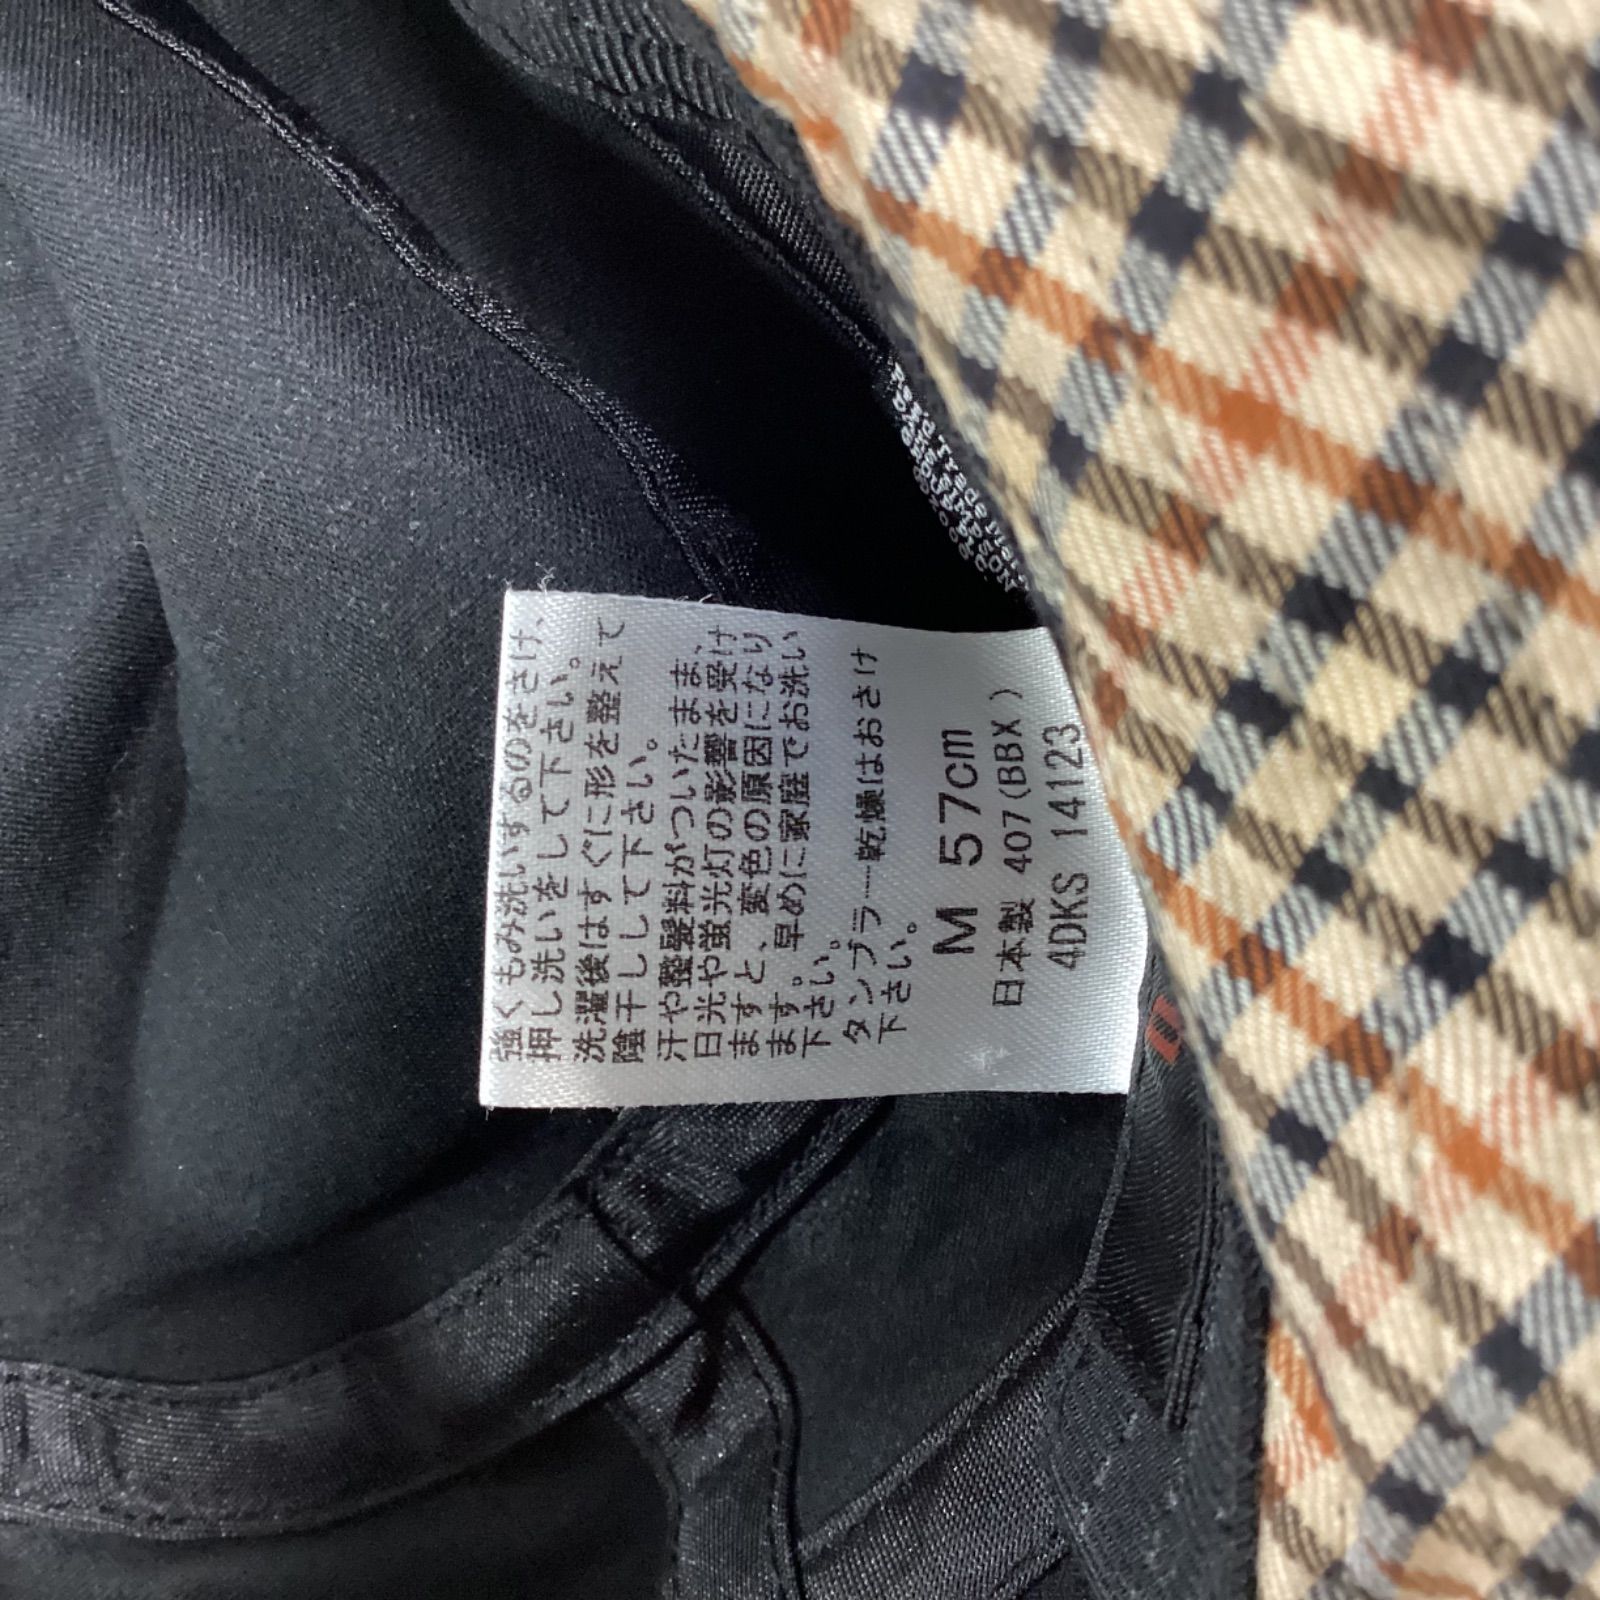 強くもみ洗いするのをさけ、
押し洗いをして下さい。
洗濯後はすぐに形を整えて
陰干しして下さい。
汗や整髪料がついたまま、
日光や蛍光灯の影響を受け
ますと、変色の原因になり
ます。早めに家庭でお洗い
下さい。
タンブラー乾燥はおさけ
下さい。
M 57cm
日本製 407(BBX)
4DKS 14123
Trade Mark
SIMPSON